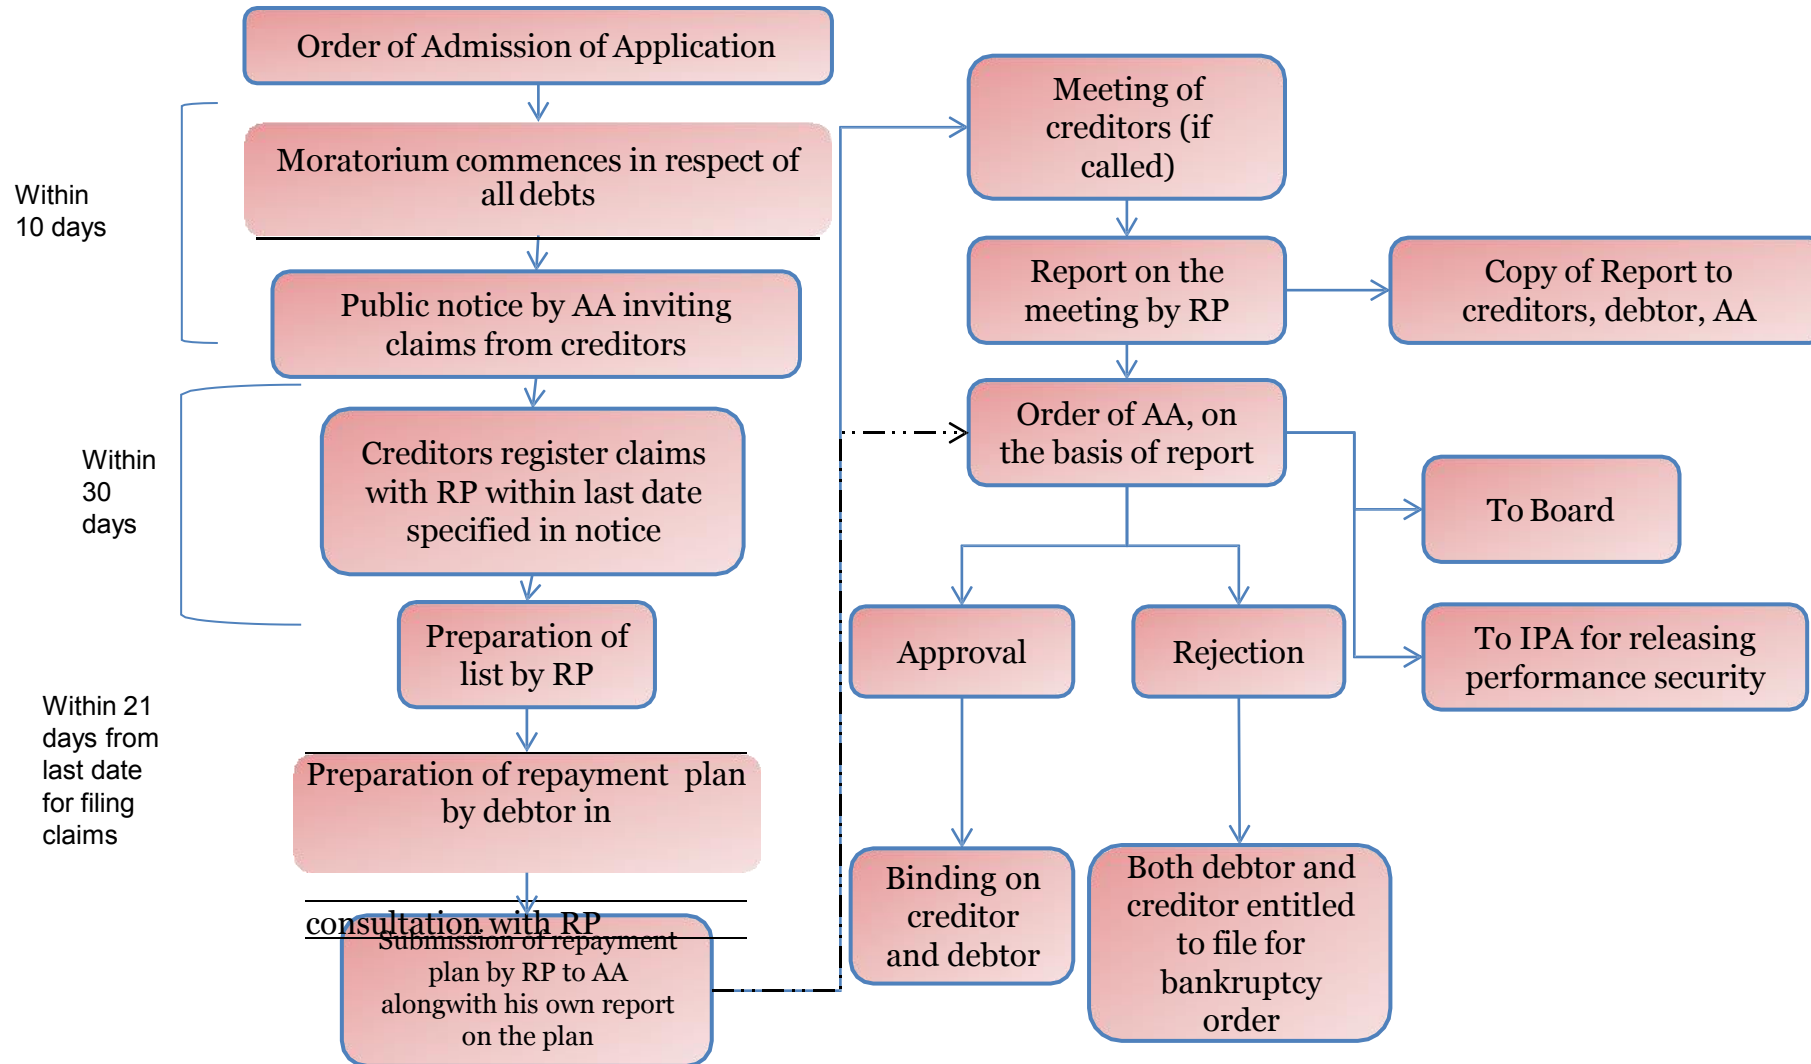 Order of Admission of Application
Within
10 days
Moratorium commences in respect of
all debts
Public notice by AA inviting
claims from creditors
Within
30
days
Creditors register claims
with RP within last date
specified in notice
Preparation of
list by RP
Within 21
days from
last date
for filing
claims
Preparation of repayment plan
by debtor in
consultation with RP
Submission of repayment
plan by RP to AA
alongwith his own report
on the plan
Meeting of
creditors (if
called)
Report on the
meeting by RP
Copy of Report to
creditors, debtor, AA
Order of AA, on
the basis of report
To Board
To IPA for releasing
performance security
Approval
Rejection
Binding on
creditor
and debtor
Both debtor and
creditor entitled
to file for
bankruptcy
order